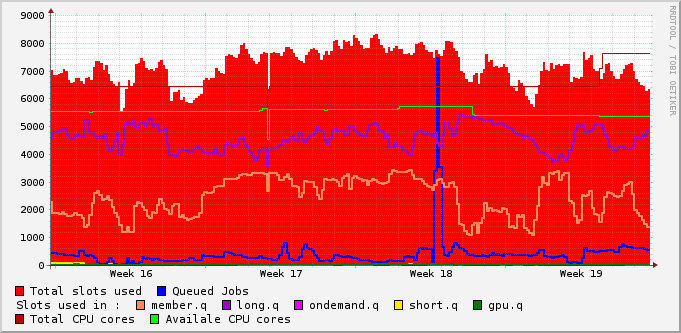 9000
8000
7000
6000
5000
4000
3000
2000
1000
0
Week 16 Week 17 Week 18 Week 19
Total slots used Queued Jobs
Slots used in : member.q long.q ondemand.q short.q gpu.q
Total CPU cores Availale CPU cores
RRDTOOL / TOBI OETIKER